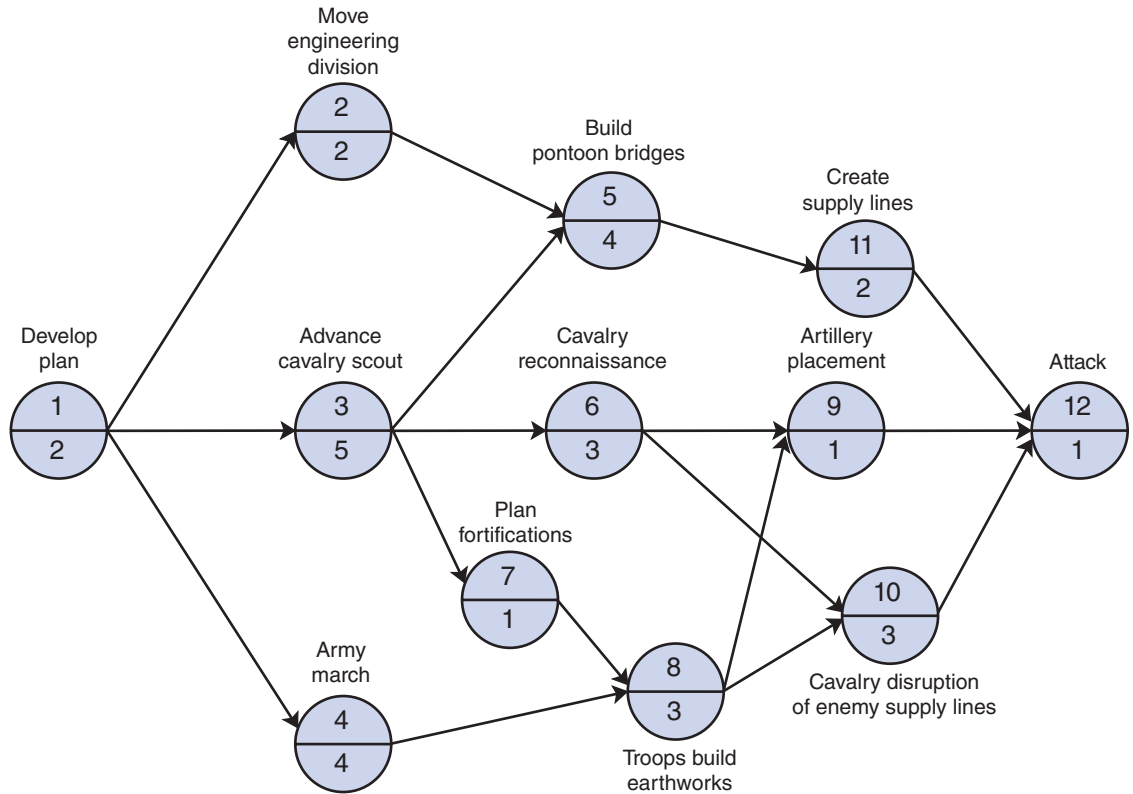 Move
engineering
division
2
2
Build
pontoon bridges
5
4
Create
supply lines
11
2
Develop
plan
1
2
Advance
cavalry scout
3
5
Cavalry
reconnaissance
6
3
Artillery
placement
9
1
Attack
12
1
Plan
fortifications
7
1
Army
march
4
4
8
3
Troops build
earthworks
10
3
Cavalry disruption
of enemy supply lines